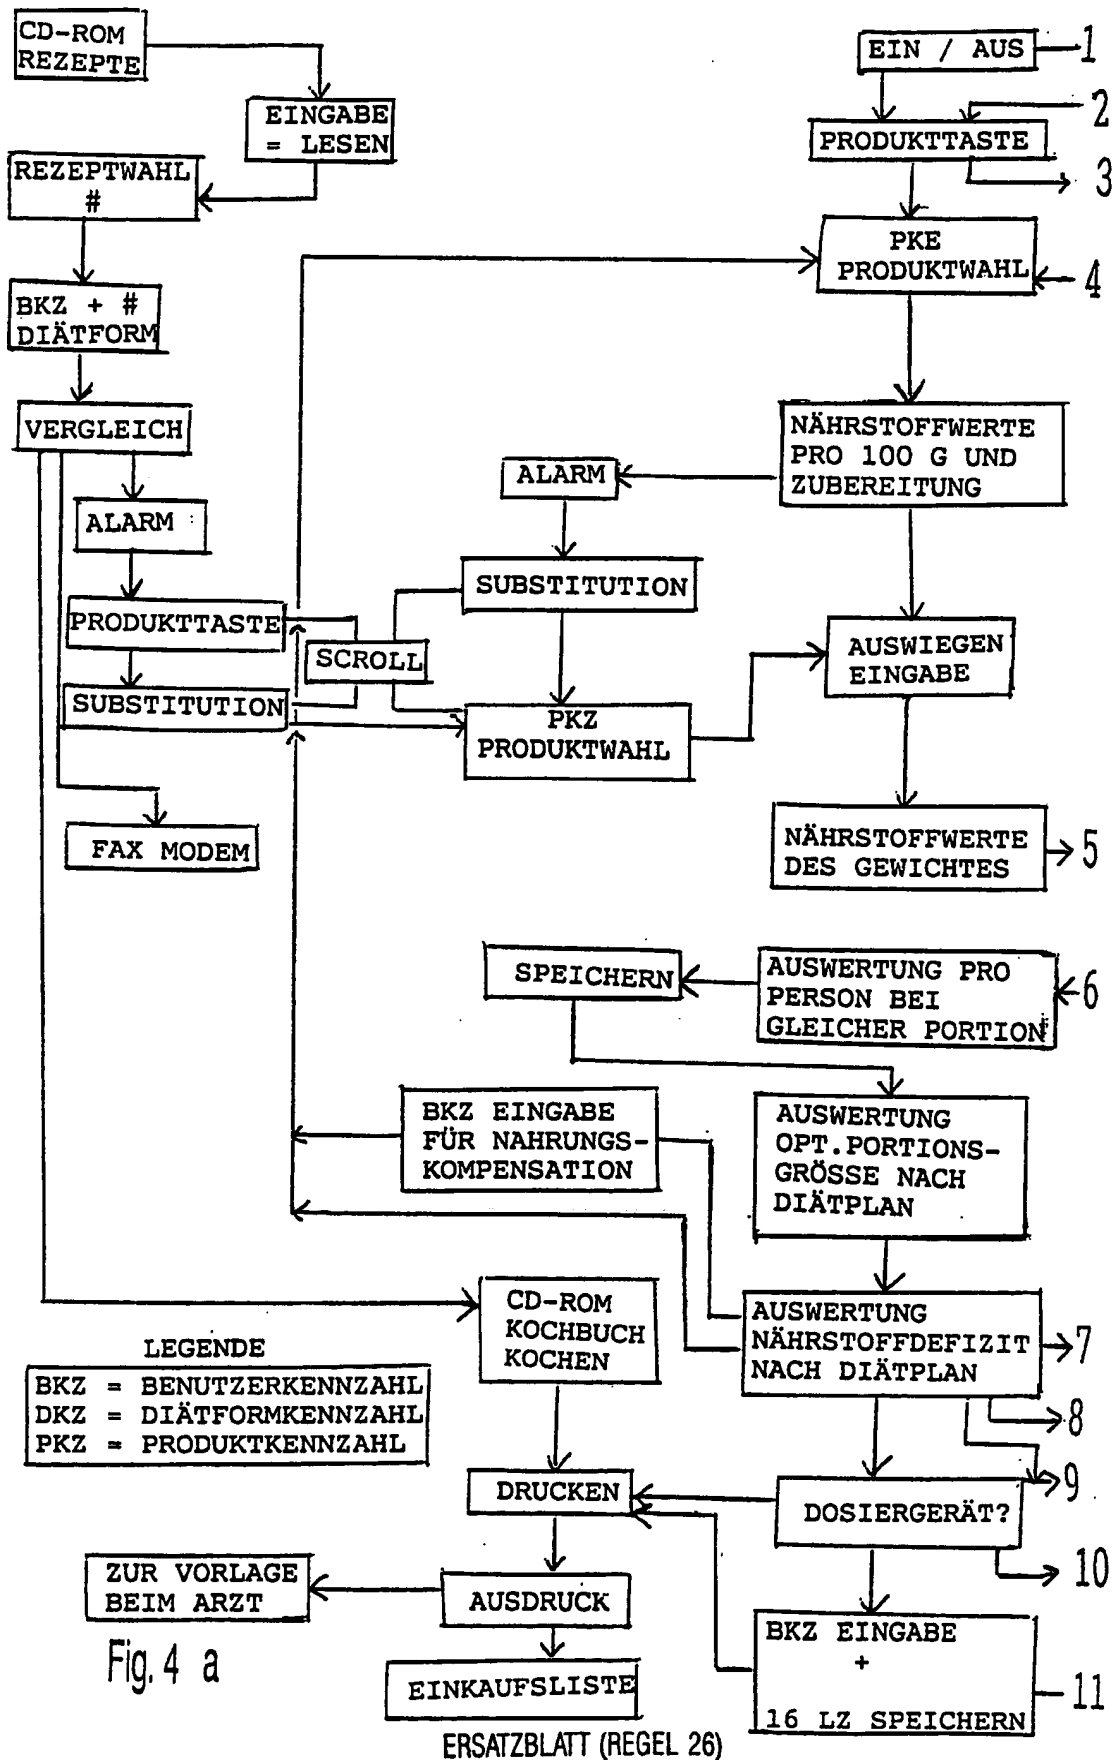 CD-ROM
REZEPTE
EINGABE
= LESEN
REZEPTWAHL
#
BKZ + #
DIÄTFORM
VERGLEICH
ALARM
PRODUKTTASTE
SUBSTITUTION
SCROLL
FAX MODEM
EIN / AUS
1
2
PRODUKTTASTE
3
PKE
PRODUKTWAHL
4
NÄHRSTOFFWERTE
PRO 100 G UND
ZUBEREITUNG
ALARM
SUBSTITUTION
PKZ
PRODUKTWAHL
AUSWIEGEN
EINGABE
NÄHRSTOFFWERTE
DES GEWICHTES
5
SPEICHERN
AUSWERTUNG PRO
PERSON BEI
GLEICHER PORTION
6
AUSWERTUNG
OPT.PORTIONS-
GRÖSSE NACH
DIÄTPLAN
BKZ EINGABE
FÜR NAHRUNGS-
KOMPENSATION
AUSWERTUNG
NÄHRSTOFFDEFIZIT
NACH DIÄTPLAN
7
8
9
CD-ROM
KOCHBUCH
KOCHEN
LEGENDE
BKZ = BENUTZERKENNZAHL
DKZ = DIÄTFORMKENNZAHL
PKZ = PRODUKTKENNZAHL
DRUCKEN
DOSIERGERÄT?
10
ZUR VORLAGE
BEIM ARZT
AUSDRUCK
BKZ EINGABE
+
16 LZ SPEICHERN
11
EINKAUFSLISTE
Fig. 4 a
ERSATZBLATT (REGEL 26)